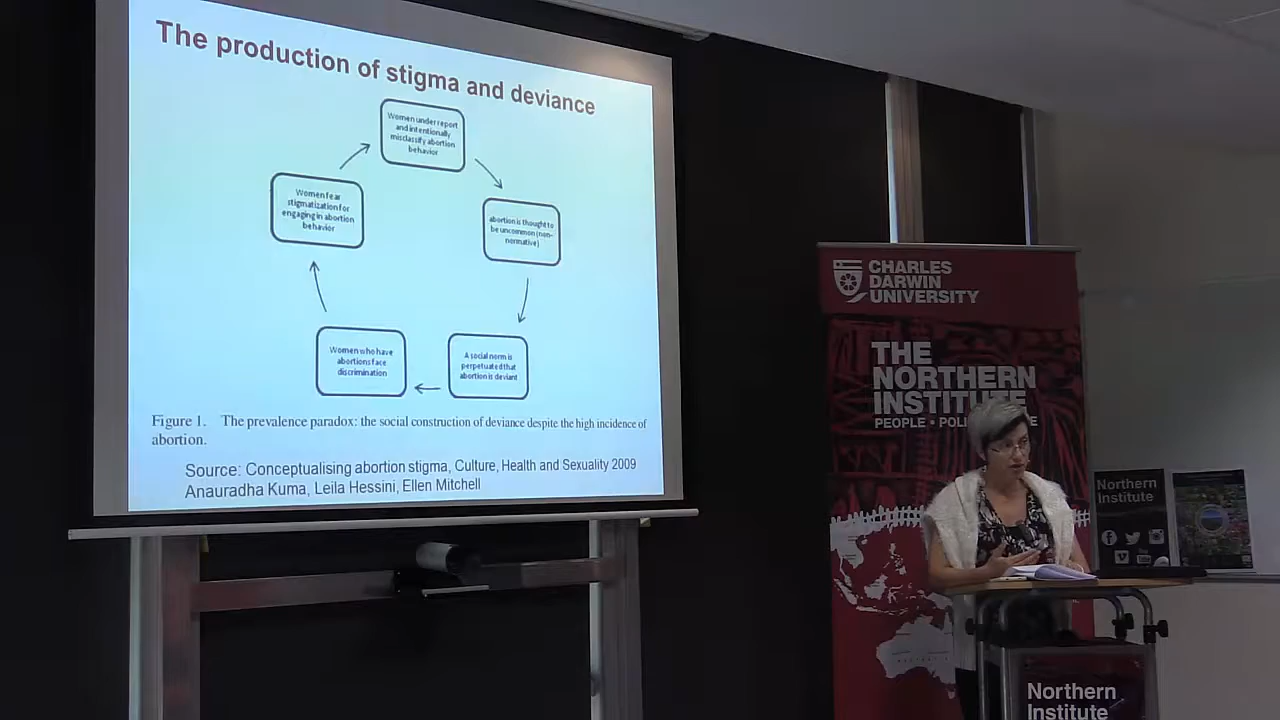 The production of stigma and deviance
Women under report
and intentionally
misclassify abortion
behavior
Women fear
stigmatization for
engaging in abortion
behavior
abortion is thought to
be uncommon (non-
normative)
Women who have
abortions face
discrimination
A social norm is
perpetuated that
abortion is deviant
Figure 1. The prevalence paradox: the social construction of deviance despite the high incidence of
abortion.
Source: Conceptualising abortion stigma, Culture, Health and Sexuality 2009
Anauradha Kuma, Leila Hessini, Ellen Mitchell
CHARLES
DARWIN
UNIVERSITY
THE
NORTHERN
INSTITUTE
PEOPLE • POLI
E
Northern
Institute
Northern
Institute